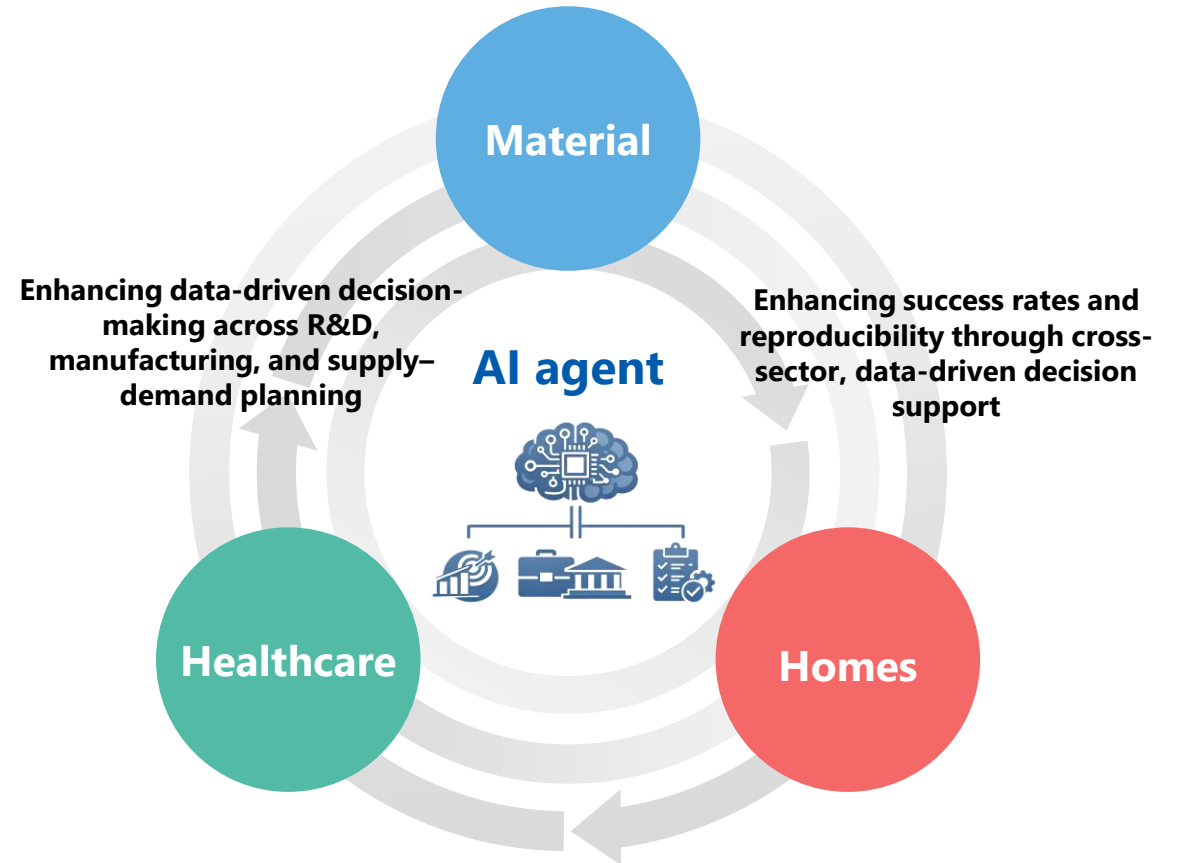 Material
Enhancing data-driven decision-
making across R&D,
manufacturing, and supply–
demand planning
Enhancing success rates and
reproducibility through cross-
sector, data-driven decision
support
AI agent
Healthcare
Homes